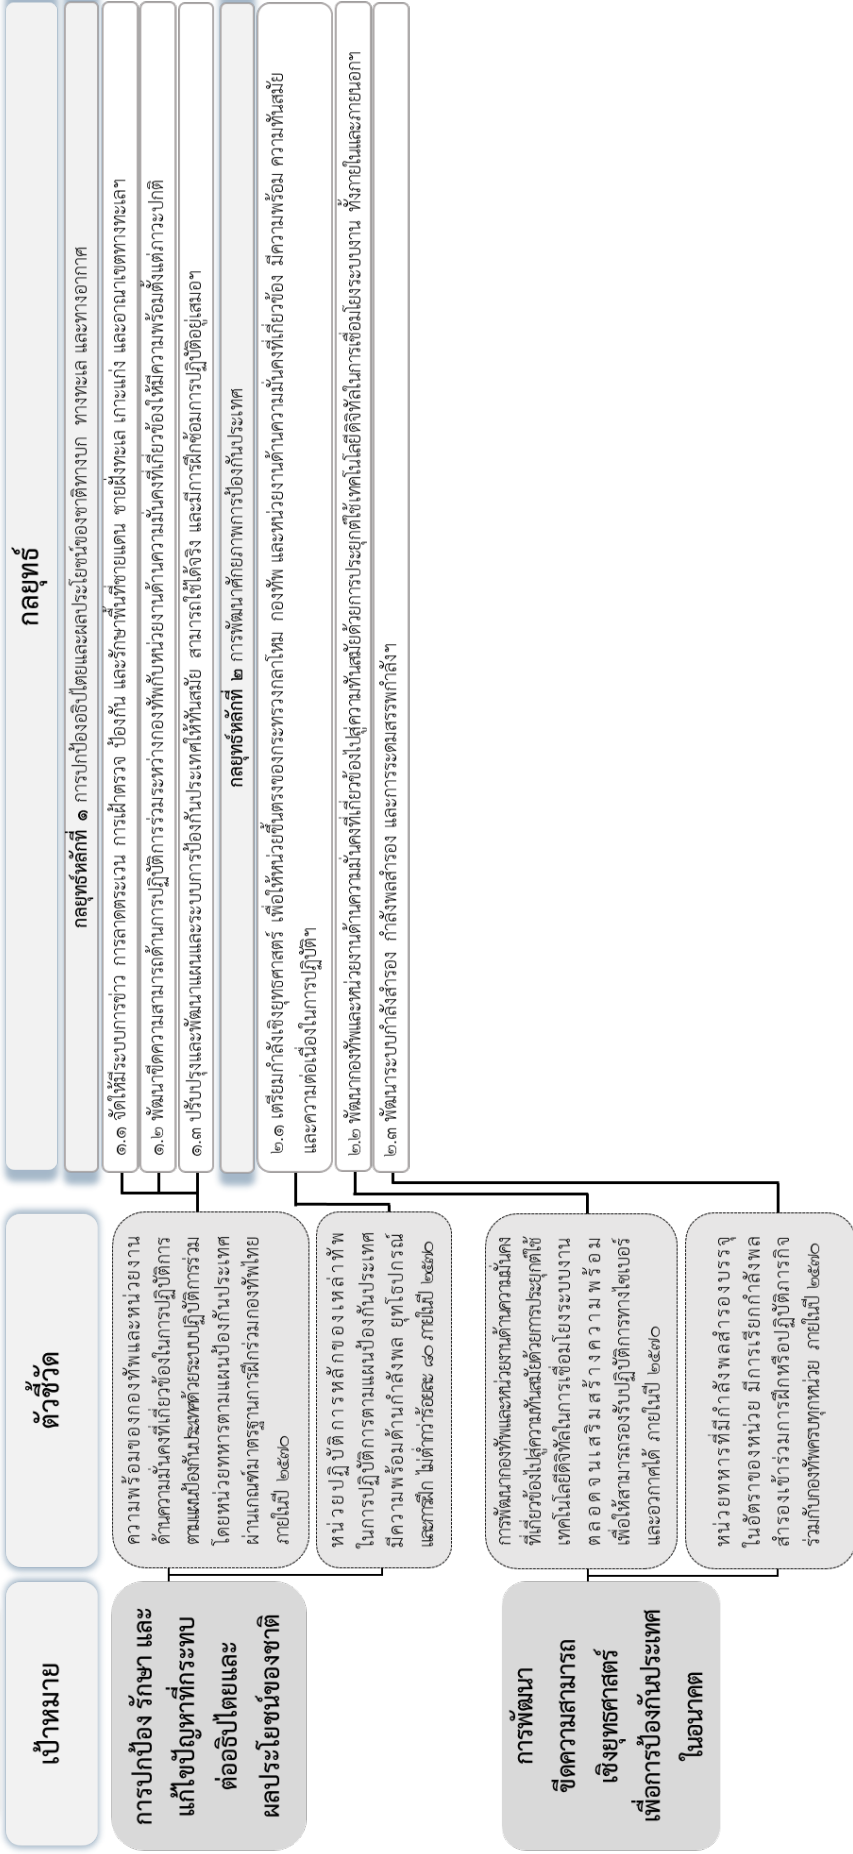 เป้าหมาย
ตัวชี้วัด
กลยุทธ์
การปกป้อง รักษา และ
แก้ไขปัญหาที่กระทบ
ต่ออธิปไตยและ
ผลประโยชน์ของชาติ
ความพร้อมของกองทัพและหน่วยงาน
ด้านความมั่นคงที่เกี่ยวข้องในการปฏิบัติการ
ตามแผนป้องกันประเทศด้วยระบบปฏิบัติการร่วม
โดยหน่วยทหารตามแผนป้องกันประเทศ
ผ่านเกณฑ์มาตรฐานการฝึกร่วมกองทัพไทย
ภายในปี ๒๕๗๐
หน่วยปฏิบัติการหลักของเหล่าทัพ
ในการปฏิบัติการตามแผนป้องกันประเทศ
มีความพร้อมด้านกำลังพล ยุทโธปกรณ์
และการฝึก ไม่ต่ำกว่าร้อยละ ๘๐ ภายในปี ๒๕๗๐
กลยุทธ์หลักที่ ๑ การปกป้องอธิปไตยและผลประโยชน์ของชาติทางบก ทางทะเล และทางอากาศ
๑.๑ จัดให้มีระบบการข่าว การลาดตระเวน การเฝ้าตรวจ ป้องกัน และรักษาพื้นที่ชายแดน ชายฝั่งทะเล เกาะแก่ง และอาณาเขตทางทะเลฯ
๑.๒ พัฒนาขีดความสามารถด้านการปฏิบัติการร่วมระหว่างกองทัพกับหน่วยงานด้านความมั่นคงที่เกี่ยวข้องให้มีความพร้อมตั้งแต่ภาวะปกติ
๑.๓ ปรับปรุงและพัฒนาแผนและระบบการป้องกันประเทศให้ทันสมัย สามารถใช้ได้จริง และมีการฝึกซ้อมการปฏิบัติอยู่เสมอฯ
กลยุทธ์หลักที่ ๒ การพัฒนาศักยภาพการป้องกันประเทศ
๒.๑ เตรียมกำลังเชิงยุทธศาสตร์ เพื่อให้หน่วยขึ้นตรงของกระทรวงกลาโหม กองทัพ และหน่วยงานด้านความมั่นคงที่เกี่ยวข้อง มีความพร้อม ความทันสมัย
และความต่อเนื่องในการปฏิบัติฯ
๒.๒ พัฒนากองทัพและหน่วยงานด้านความมั่นคงที่เกี่ยวข้องไปสู่ความทันสมัยด้วยการประยุกต์ใช้เทคโนโลยีดิจิทัลในการเชื่อมโยงระบบงาน ทั้งภายในและภายนอกฯ
๒.๓ พัฒนาระบบกำลังสำรอง กำลังพลสำรอง และการระดมสรรพกำลังฯ
การพัฒนา
ขีดความสามารถ
เชิงยุทธศาสตร์
เพื่อการป้องกันประเทศ
ในอนาคต
การพัฒนากองทัพและหน่วยงานด้านความมั่นคง
ที่เกี่ยวข้องไปสู่ความทันสมัยด้วยการประยุกต์ใช้
เทคโนโลยีดิจิทัลในการเชื่อมโยงระบบงาน
ตลอดจนเสริมสร้างความพร้อม
เพื่อให้สามารถรองรับปฏิบัติการทางไซเบอร์
และอวกาศได้ ภายในปี ๒๕๗๐
หน่วยทหารที่มีกำลังพลสำรองบรรจุ
ในอัตราของหน่วย มีการเรียกกำลังพล
สำรองเข้าร่วมการฝึกหรือปฏิบัติภารกิจ
ร่วมกับกองทัพครบทุกหน่วย ภายในปี ๒๕๗๐